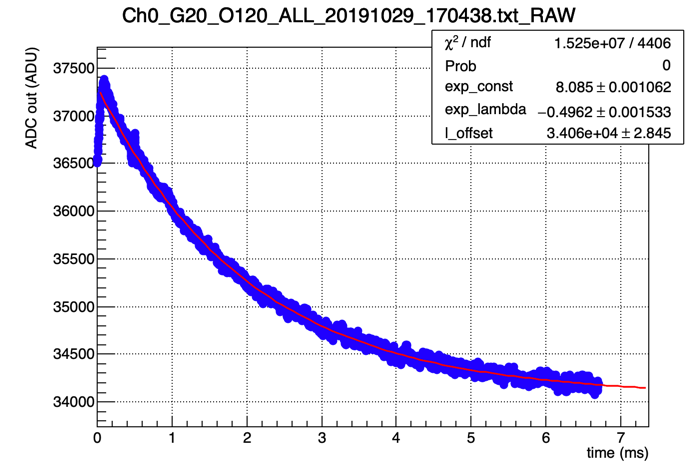 Ch0_G20_O120_ALL_20191029_170438.txt_RAW
χ² / ndf 1.525e+07 / 4406
Prob 0
exp_const 8.085 ± 0.001062
exp_lambda −0.4962 ± 0.001533
l_offset 3.406e+04 ± 2.845
ADC out (ADU)
37500
37000
36500
36000
35500
35000
34500
34000
0 1 2 3 4 5 6 7
time (ms)